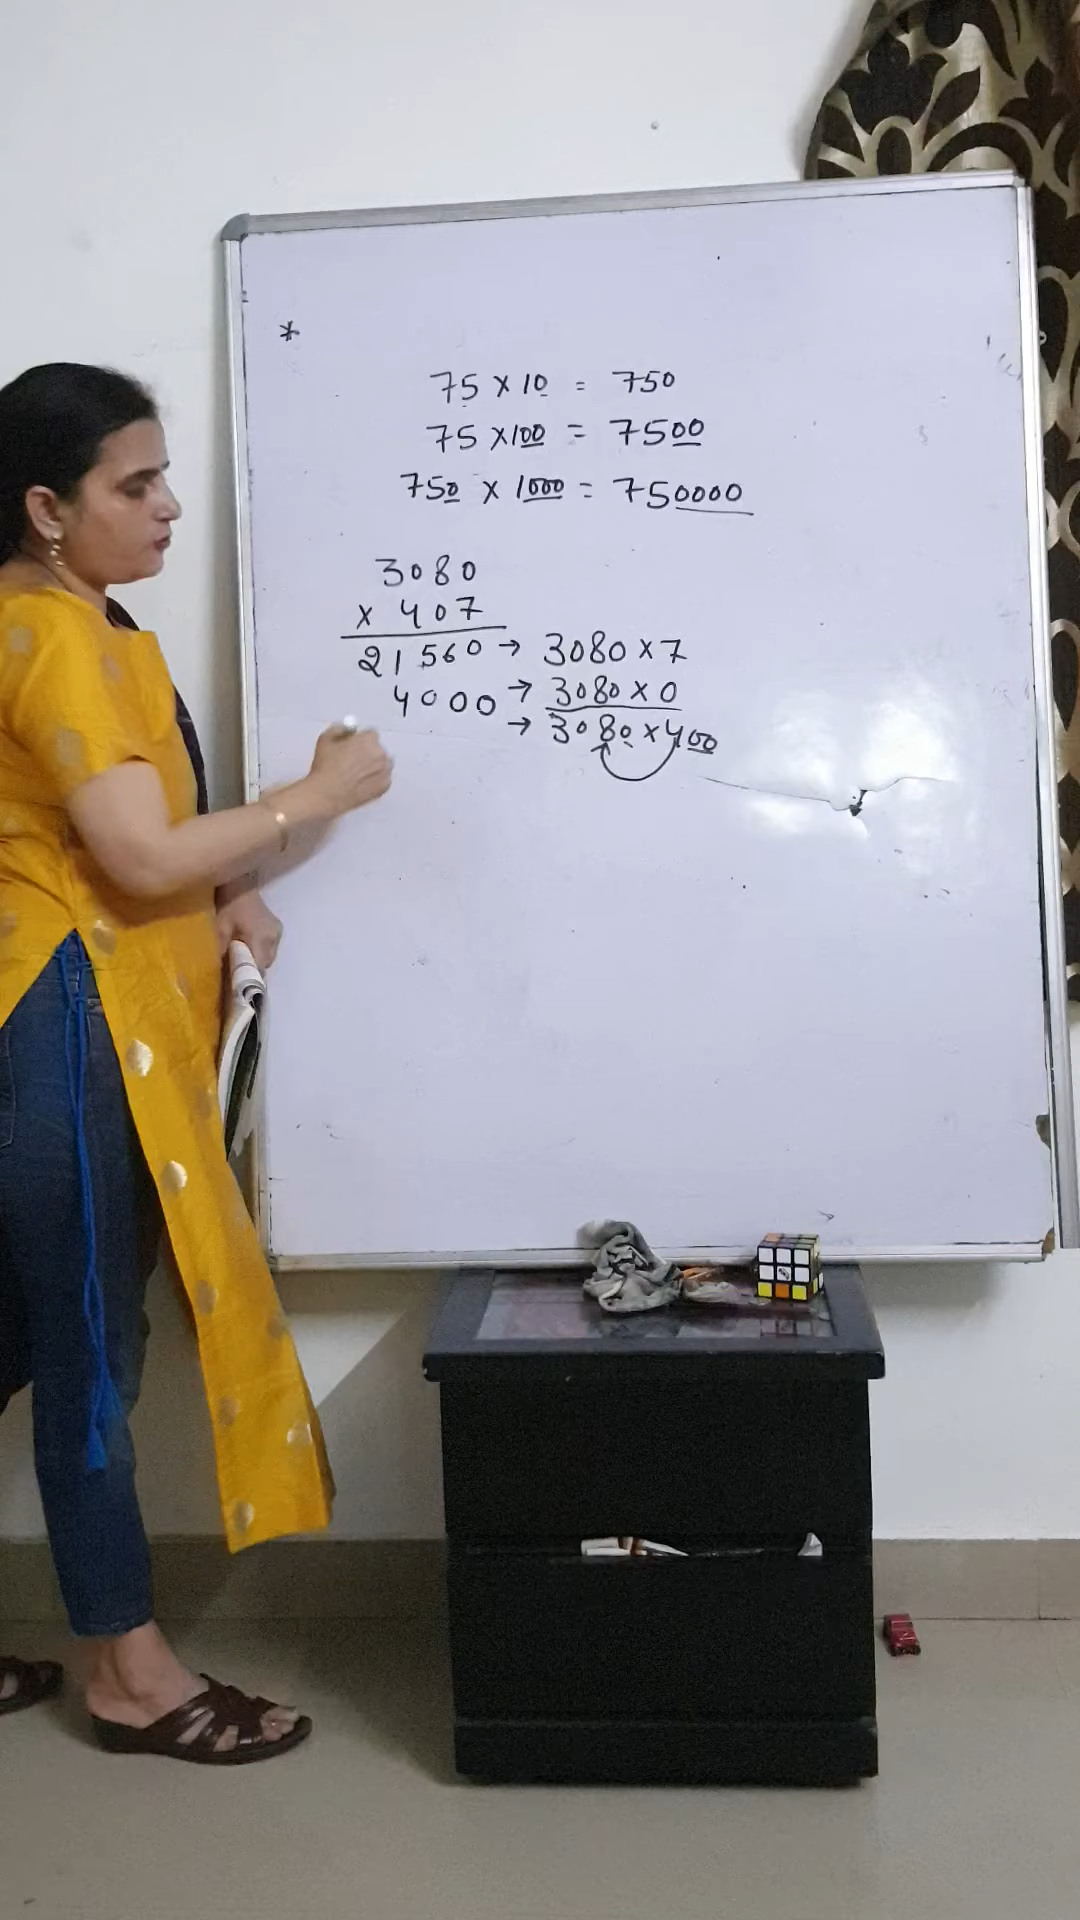 *
75 x 10 = 750
75 x 100 = 7500
750 x 1000 = 750000
3080
x 407
21560 → 3080 x 7
4000 → 3080 x 0
→ 3080 x 400